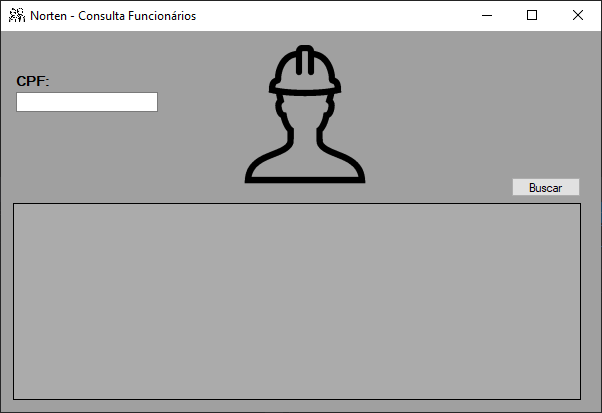 Norten - Consulta Funcionários
CPF:
Buscar